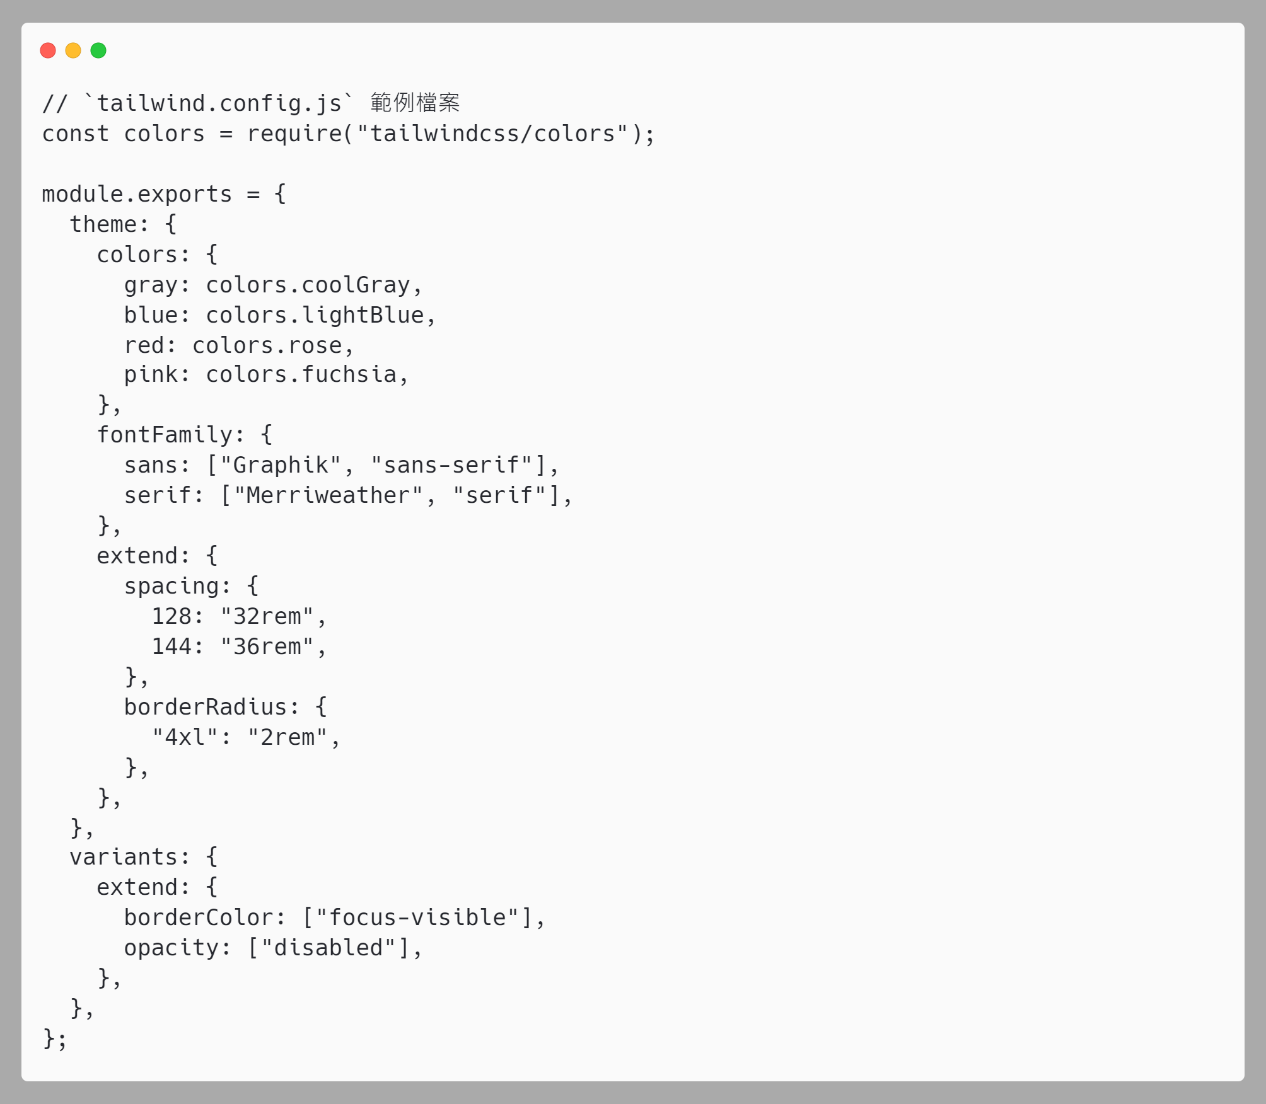 // `tailwind.config.js` 範例檔案
const colors = require("tailwindcss/colors");

module.exports = {
  theme: {
    colors: {
      gray: colors.coolGray,
      blue: colors.lightBlue,
      red: colors.rose,
      pink: colors.fuchsia,
    },
    fontFamily: {
      sans: ["Graphik", "sans-serif"],
      serif: ["Merriweather", "serif"],
    },
    extend: {
      spacing: {
        128: "32rem",
        144: "36rem",
      },
      borderRadius: {
        "4xl": "2rem",
      },
    },
  },
  variants: {
    extend: {
      borderColor: ["focus-visible"],
      opacity: ["disabled"],
    },
  },
};